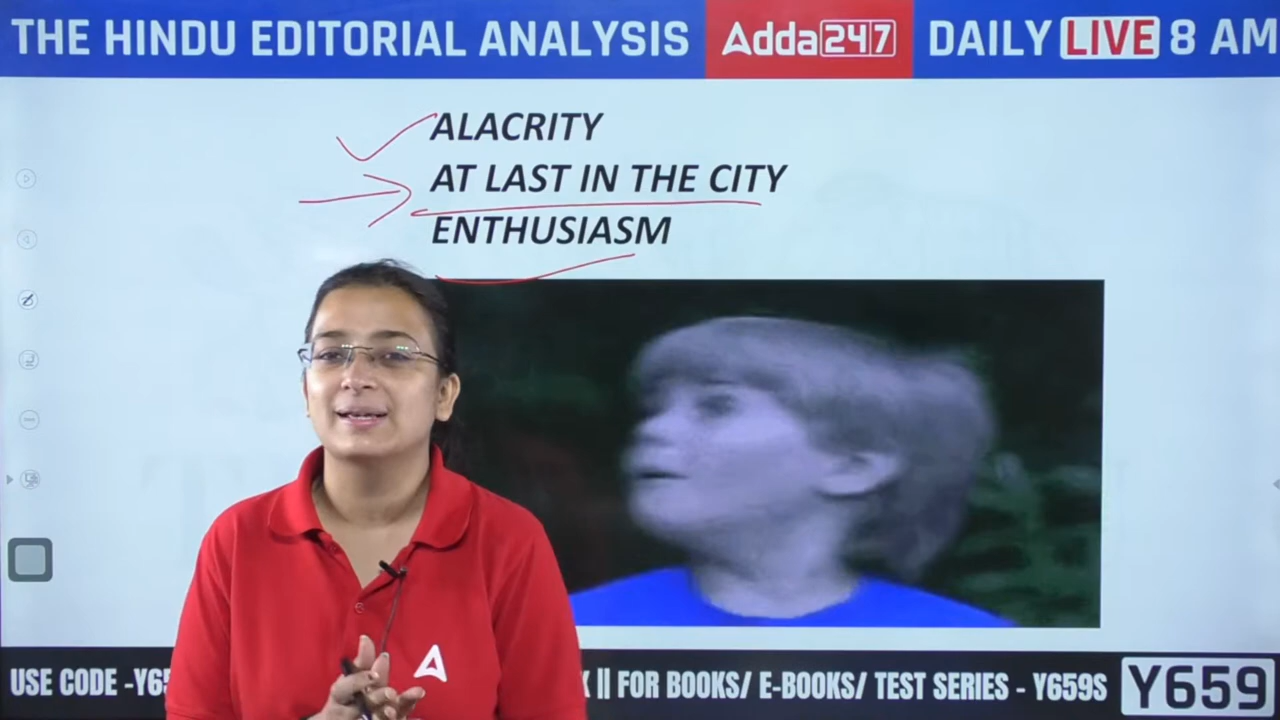 THE HINDU EDITORIAL ANALYSIS Adda247 DAILY LIVE 8 AM
ALACRITY
AT LAST IN THE CITY
ENTHUSIASM
USE CODE -Y65 || FOR BOOKS/ E-BOOKS/ TEST SERIES - Y659S Y659